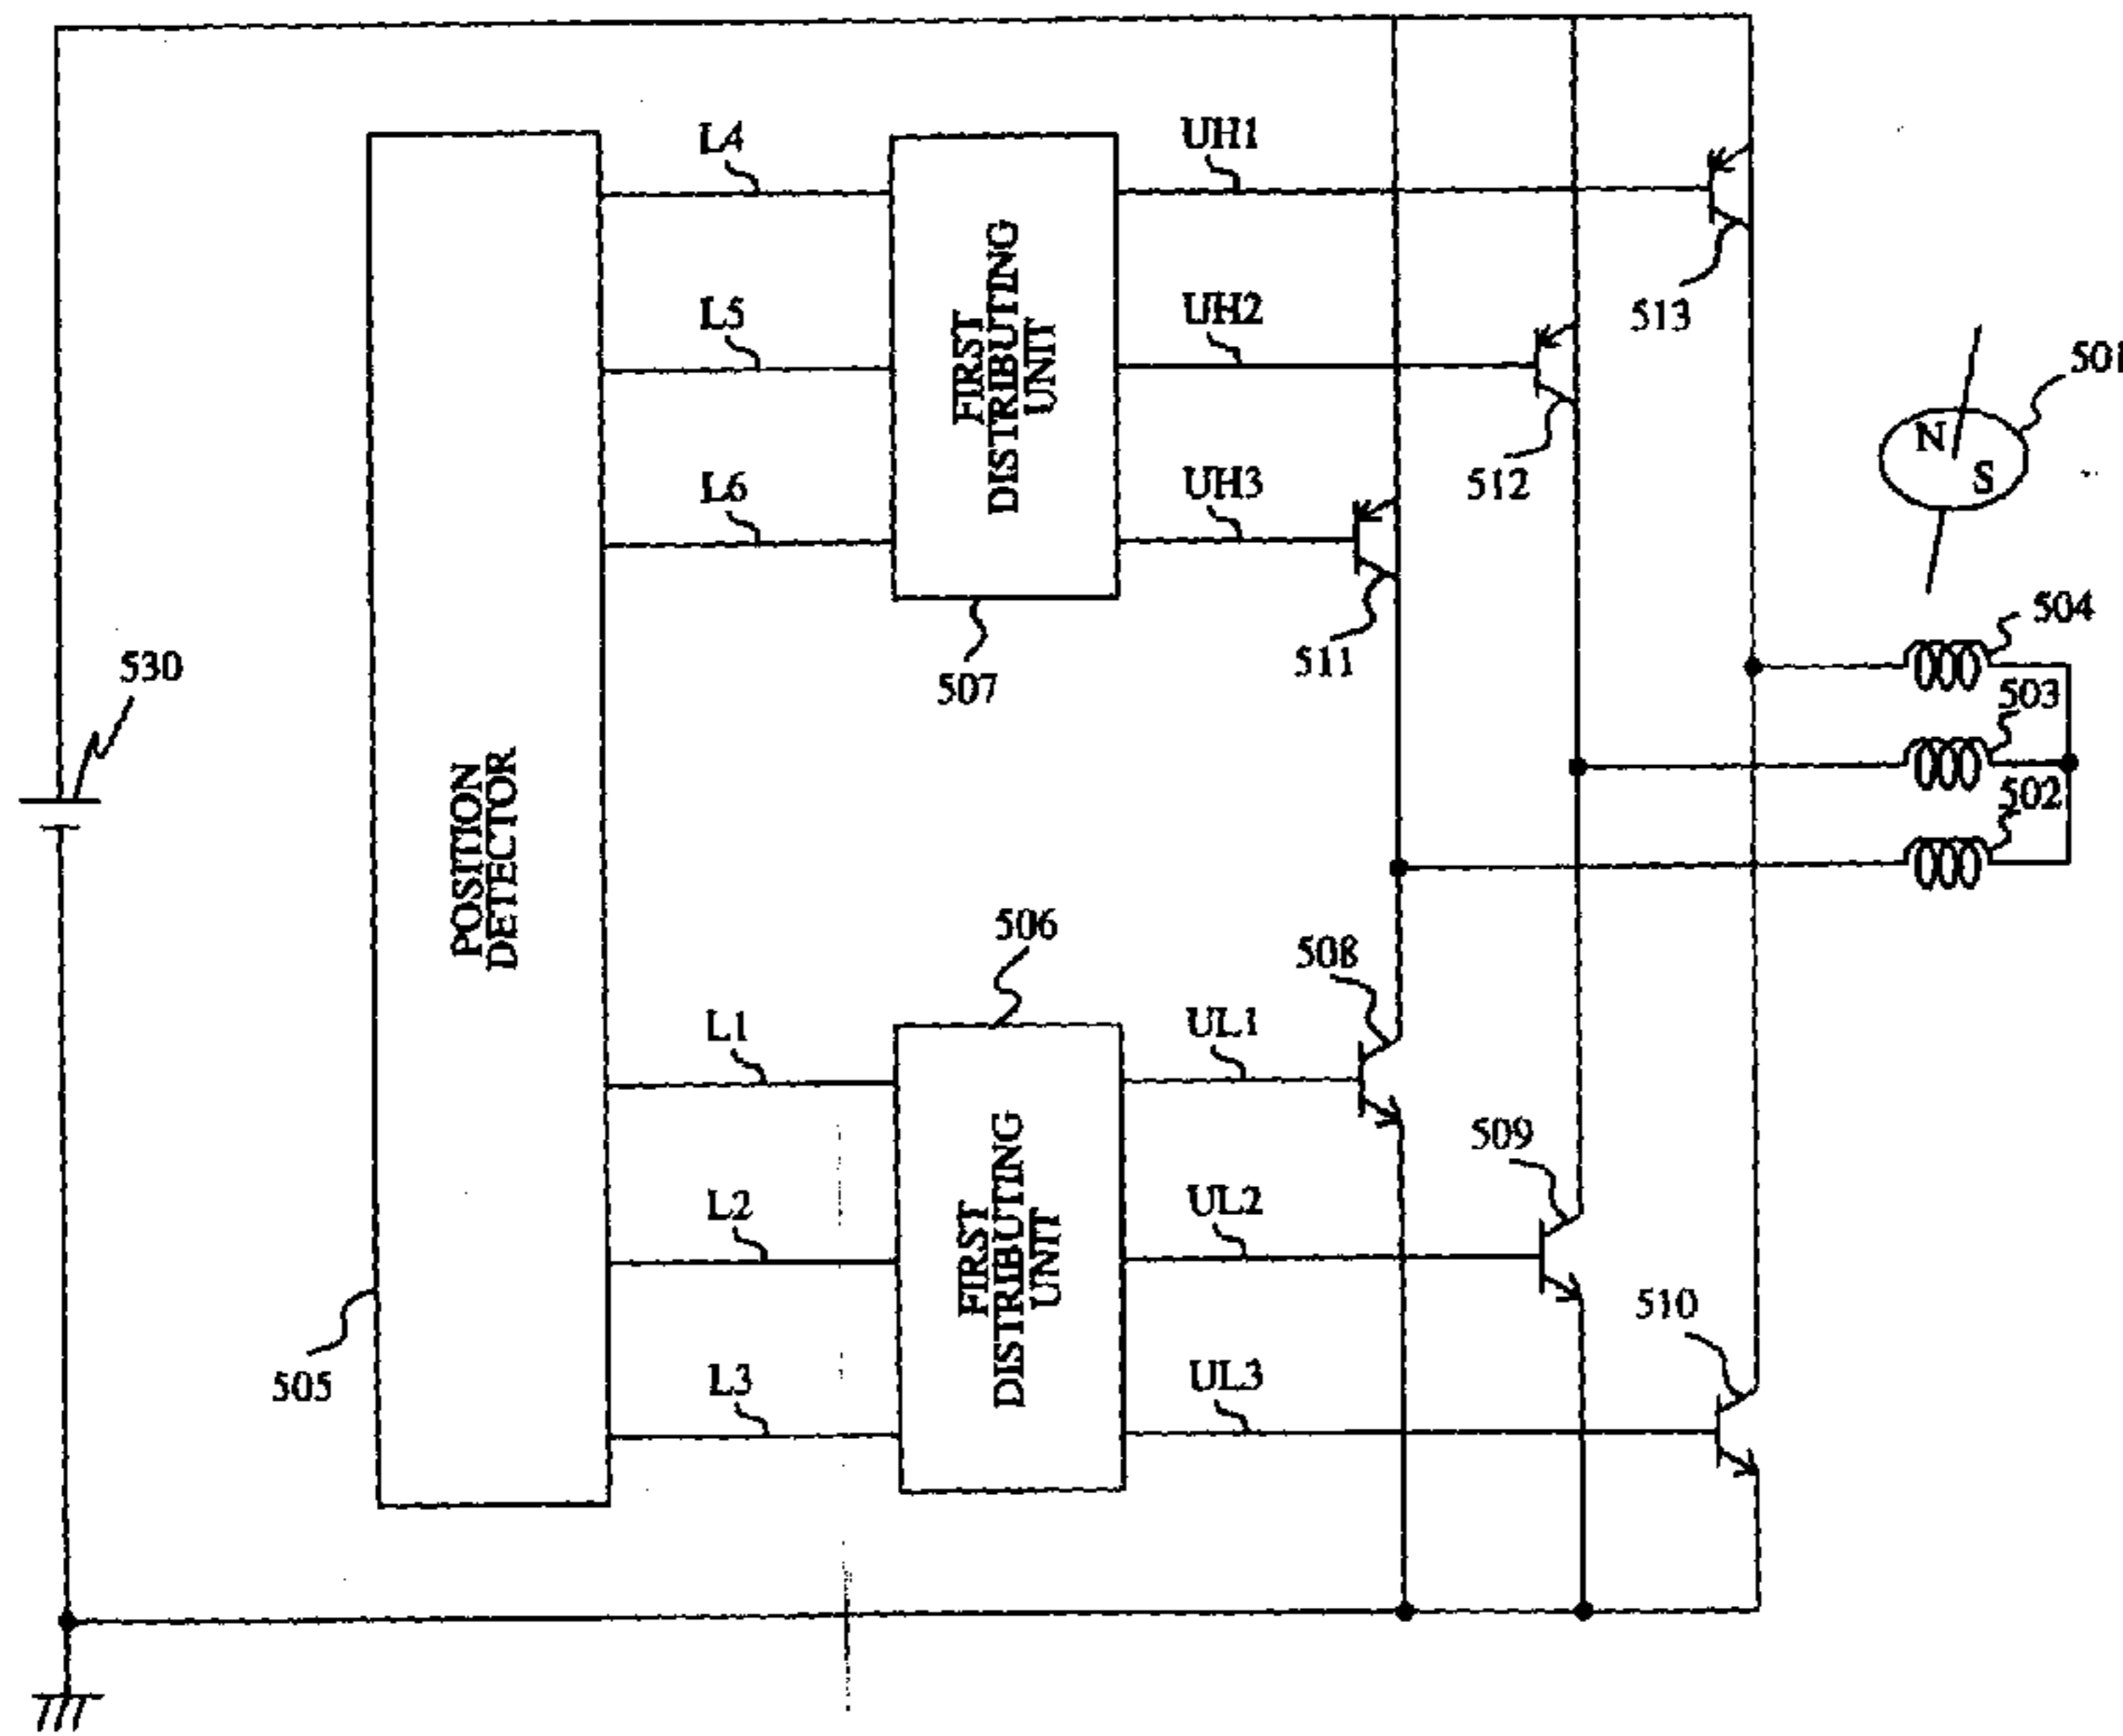 L4
UH1
L5
UH2
513
501
N
S
FIRST
DISTRIBUTING
UNIT
L6
UH3
512
511
504
530
507
503
502
POSITION
DETECTOR
506
508
L1
UL1
509
L2
UL2
FIRST
DISTRIBUTING
UNIT
510
505
L3
UL3